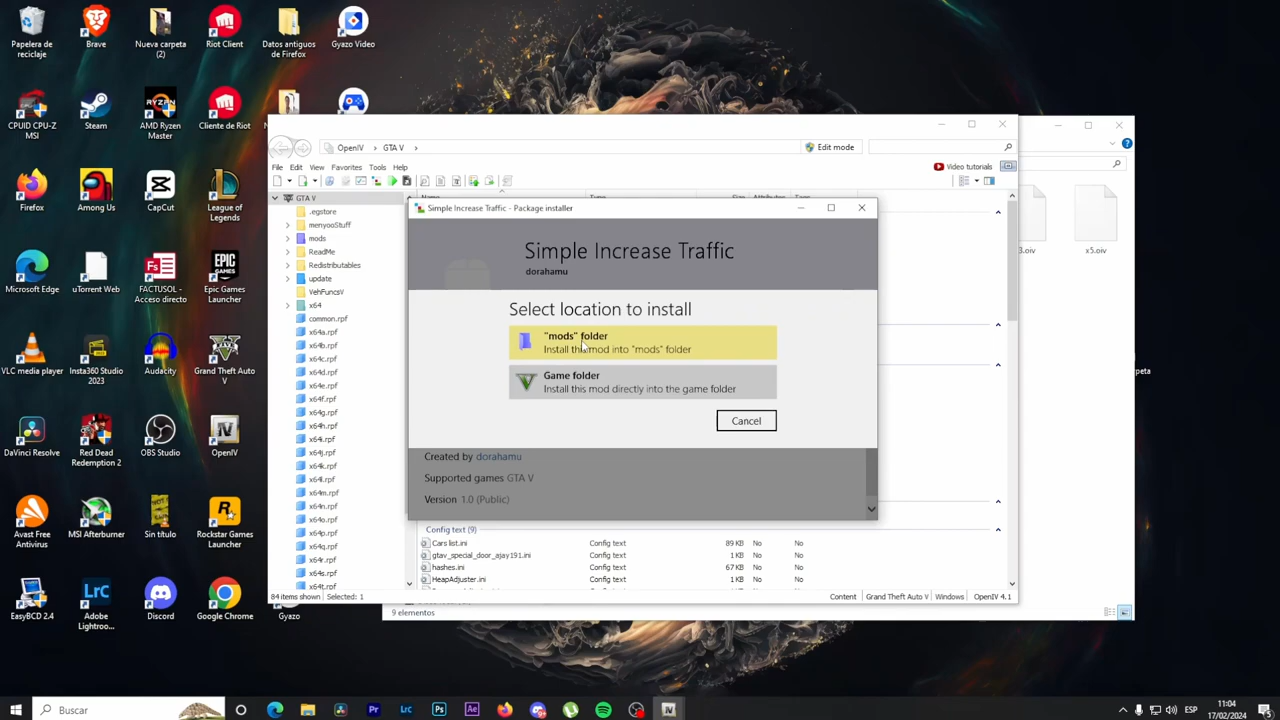 Papelera de
reciclaje
Brave
Nueva carpeta
(2)
Riot Client
Datos antiguos
de Firefox
Gyazo Video
CPUID CPU-Z
MSI
Steam
AMD Ryzen
Master
Cliente de Riot
Firefox
Among Us
CapCut
League of
Legends
Microsoft Edge
uTorrent Web
FACTUSOL -
Acceso directo
Epic Games
Launcher
VLC media player
Insta360 Studio
2023
Audacity
Grand Theft Auto
V
DaVinci Resolve
Red Dead
Redemption 2
OBS Studio
OpenIV
Avast Free
Antivirus
MSI Afterburner
Sin título
Rockstar Games
Launcher
EasyBCD 2.4
Adobe
Lightroo...
Discord
Google Chrome
Gyazo
OpenIV
GTA V
Edit mode
File Edit View Favorites Tools Help
Video tutorials
GTA V
.egstore
menyooStuff
mods
ReadMe
Redistributables
update
VehFuncsV
x64
common.rpf
x64a.rpf
x64b.rpf
x64c.rpf
x64d.rpf
x64e.rpf
x64f.rpf
x64g.rpf
x64h.rpf
x64i.rpf
x64j.rpf
x64k.rpf
x64l.rpf
x64m.rpf
x64n.rpf
x64o.rpf
x64p.rpf
x64q.rpf
x64r.rpf
x64s.rpf
x64t.rpf
Simple Increase Traffic - Package installer
Simple Increase Traffic
dorahamu
Select location to install
"mods" folder
Install this mod into "mods" folder
Game folder
Install this mod directly into the game folder
Cancel
Created by dorahamu
Supported games GTA V
Version 1.0 (Public)
Config text (9)
Cars list.ini Config text 89 KB No No
gtav_special_door_ajay191.ini Config text 1 KB No No
hashes.ini Config text 67 KB No No
HeapAdjuster.ini Config text 1 KB No No
84 items shown Selected: 1 Content Grand Theft Auto V Windows OpenIV 4.1
x5.oiv
9 elementos
Buscar
ESP
11:04
17/02/2024